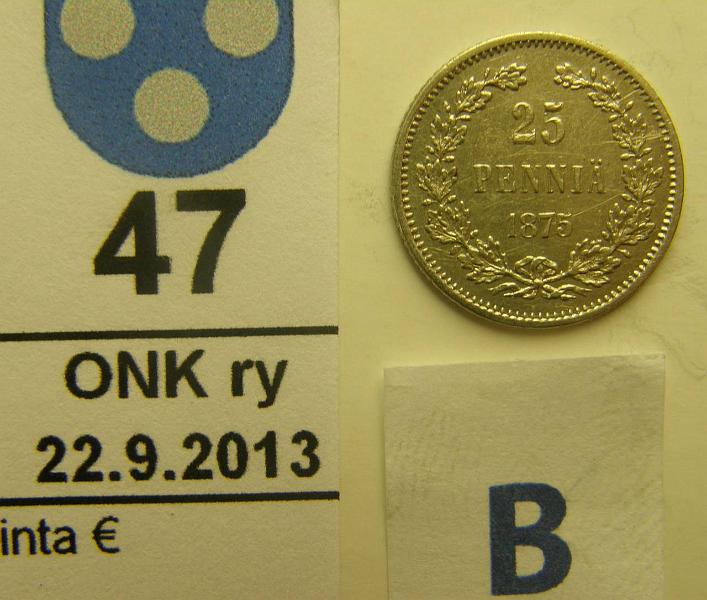 47
ONK ry
22.9.2013
inta €
25
PENNIÄ
1875
B